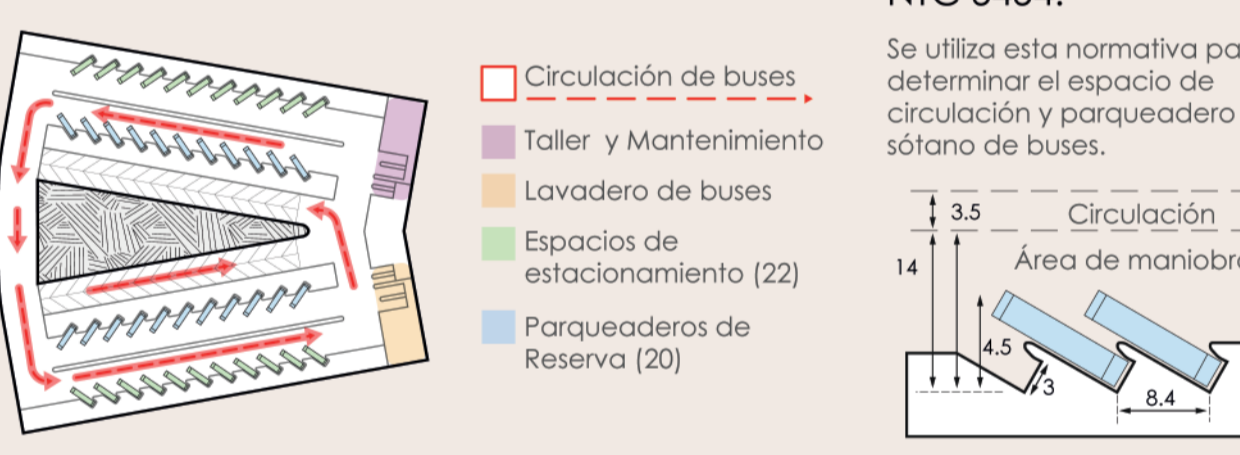 Circulación de buses
Taller y Mantenimiento
Lavadero de buses
Espacios de
estacionamiento (22)
Parqueaderos de
Reserva (20)
Se utiliza esta normativa
determinar el espacio de
circulación y parqueadero
sótano de buses.
3.5
Circulación
14
Área de
4.5
3
8.4